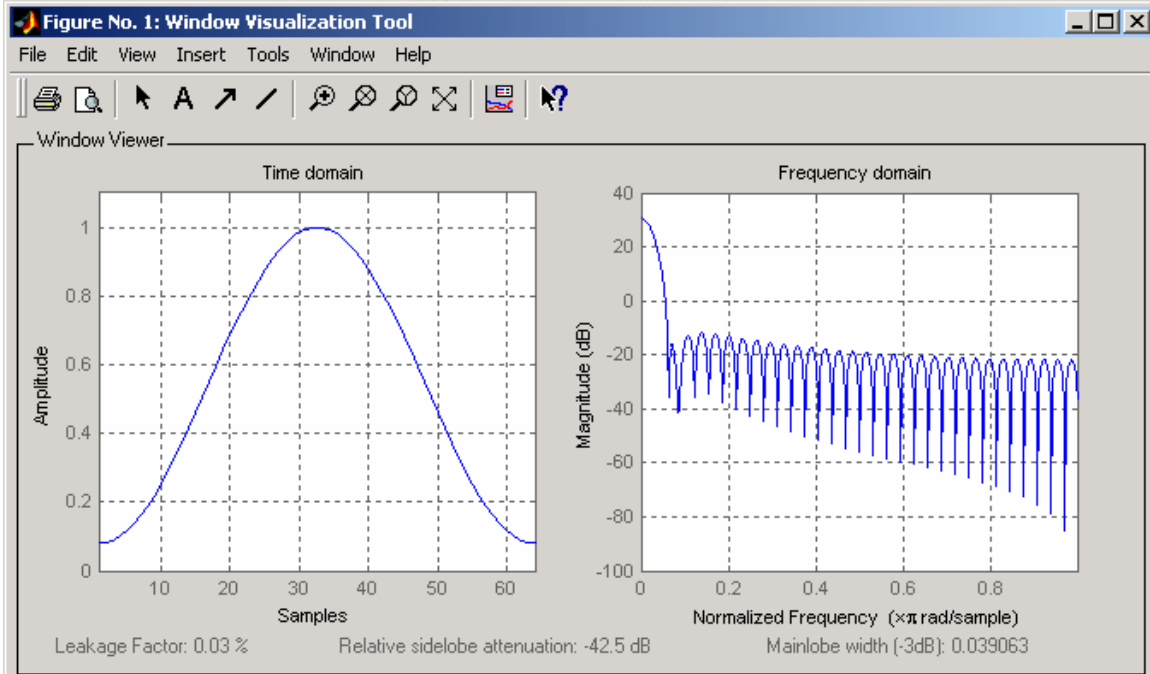 Figure No. 1: Window Visualization Tool
File Edit View Insert Tools Window Help
A
?
Window Viewer
Time domain
Amplitude
1
0.8
0.6
0.4
0.2
0
10 20 30 40 50 60
Samples
Frequency domain
Magnitude (dB)
40
20
0
-20
-40
-60
-80
-100
0 0.2 0.4 0.6 0.8
Normalized Frequency (×π rad/sample)
Leakage Factor: 0.03 % Relative sidelobe attenuation: -42.5 dB Mainlobe width (-3dB): 0.039063